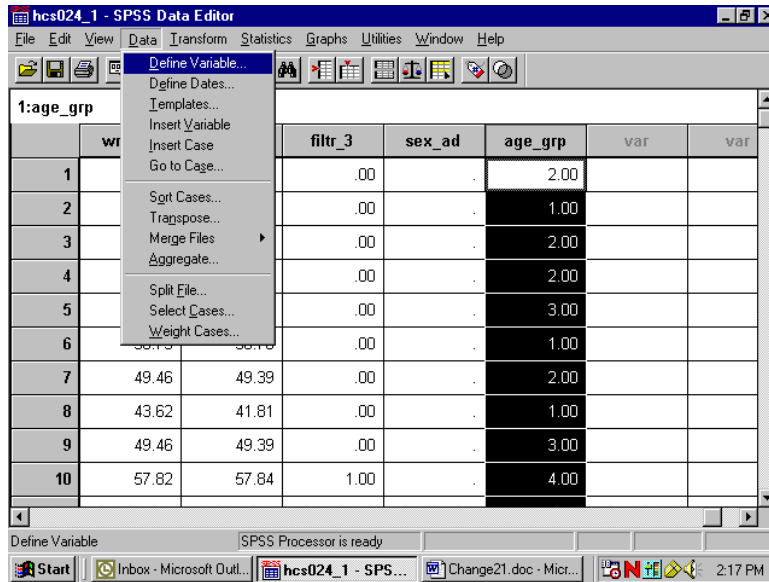 hcs024_1 - SPSS Data Editor
File Edit View Data Transform Statistics Graphs Utilities Window Help
Define Variable...
Define Dates...
Templates...
Insert Variable
Insert Case
Go to Case...
Sort Cases...
Transpose...
Merge Files
Aggregate...
Split File...
Select Cases...
Weight Cases...
1:age_grp
filtr_3 sex_ad age_grp var var
1 .00 . 2.00
2 .00 . 1.00
3 .00 . 2.00
4 .00 . 2.00
5 .00 . 3.00
6 .00 . 1.00
7 49.46 49.39 .00 . 2.00
8 43.62 41.81 .00 . 1.00
9 49.46 49.39 .00 . 3.00
10 57.82 57.84 1.00 . 4.00
Define Variable SPSS Processor is ready
Start Inbox - Microsoft Outl... hcs024_1 - SPS... Change21.doc - Micr... N 2:17 PM